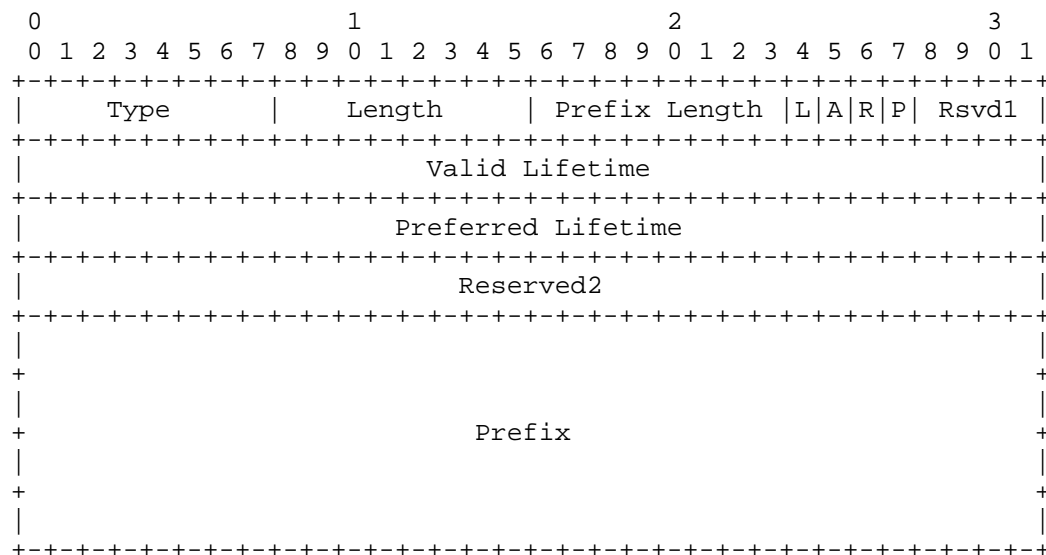 0                   1                   2                   3
 0 1 2 3 4 5 6 7 8 9 0 1 2 3 4 5 6 7 8 9 0 1 2 3 4 5 6 7 8 9 0 1
+-+-+-+-+-+-+-+-+-+-+-+-+-+-+-+-+-+-+-+-+-+-+-+-+-+-+-+-+-+-+-+-+
|     Type      |    Length     | Prefix Length |L|A|R|P| Rsvd1 |
+-+-+-+-+-+-+-+-+-+-+-+-+-+-+-+-+-+-+-+-+-+-+-+-+-+-+-+-+-+-+-+-+
|                         Valid Lifetime                        |
+-+-+-+-+-+-+-+-+-+-+-+-+-+-+-+-+-+-+-+-+-+-+-+-+-+-+-+-+-+-+-+-+
|                       Preferred Lifetime                      |
+-+-+-+-+-+-+-+-+-+-+-+-+-+-+-+-+-+-+-+-+-+-+-+-+-+-+-+-+-+-+-+-+
|                           Reserved2                           |
+-+-+-+-+-+-+-+-+-+-+-+-+-+-+-+-+-+-+-+-+-+-+-+-+-+-+-+-+-+-+-+-+
|                                                               |
+                                                               +
|                                                               |
+                            Prefix                             +
|                                                               |
+                                                               +
|                                                               |
+-+-+-+-+-+-+-+-+-+-+-+-+-+-+-+-+-+-+-+-+-+-+-+-+-+-+-+-+-+-+-+-+